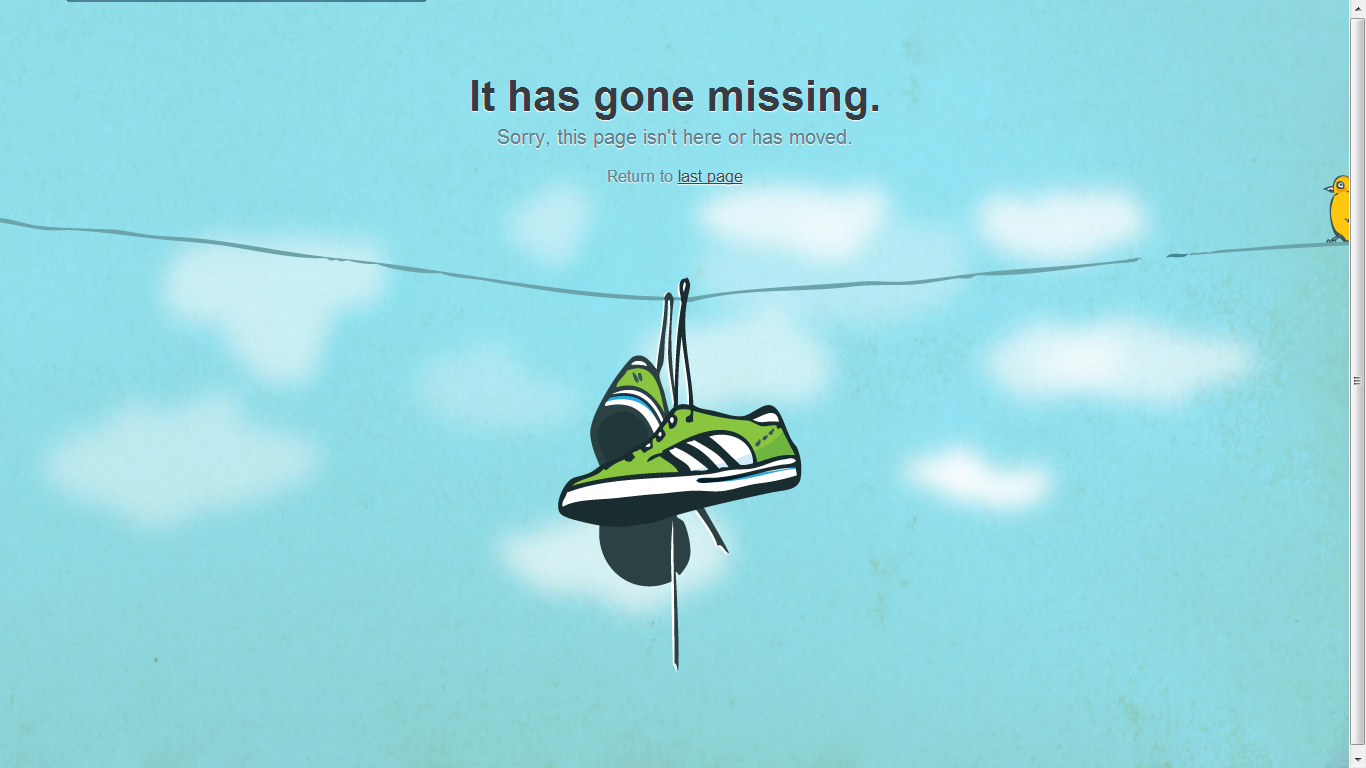 It has gone missing.
Sorry, this page isn't here or has moved.
Return to last page